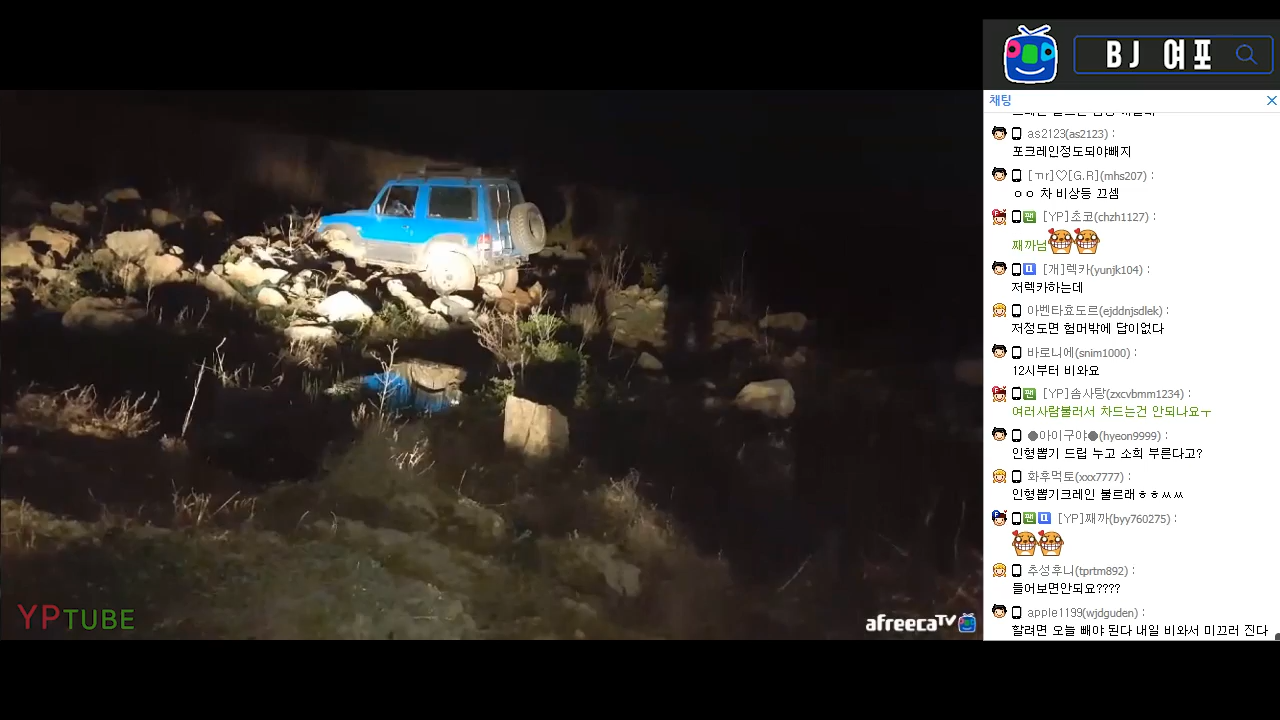 BJ 여포
채팅
as2123(as2123) :
포크레인정도되야빼지
[ㄲr]♡[G.R](mhs207) :
ㅇㅇ 차 비상등 끄셈
팬 [YP]초코(chzh1127) :
째까님
[개]렉카(yunjk104) :
저렉카하는데
아벤타효도르(ejddnjsdlek) :
저정도면 험머밖에 답이없다
바로니에(snim1000) :
12시부터 비와요
팬 [YP]솜사탕(zxcvbmm1234) :
여러사람불러서 차드는건 안되나요ㅜ
●아이구야●(hyeon9999) :
인형뽑기 드립 누고 소희 부른다고?
화후먹토(xxx7777) :
인형뽑기크레인 불르래ㅎㅎㅆㅆ
팬 [YP]째까(byy760275) :
추성후니(tprtm892) :
들어보면안되요????
apple1199(wjdguden) :
할려면 오늘 빼야 된다 내일 비와서 미끄러 진다
YPTUBE
afreecaTV